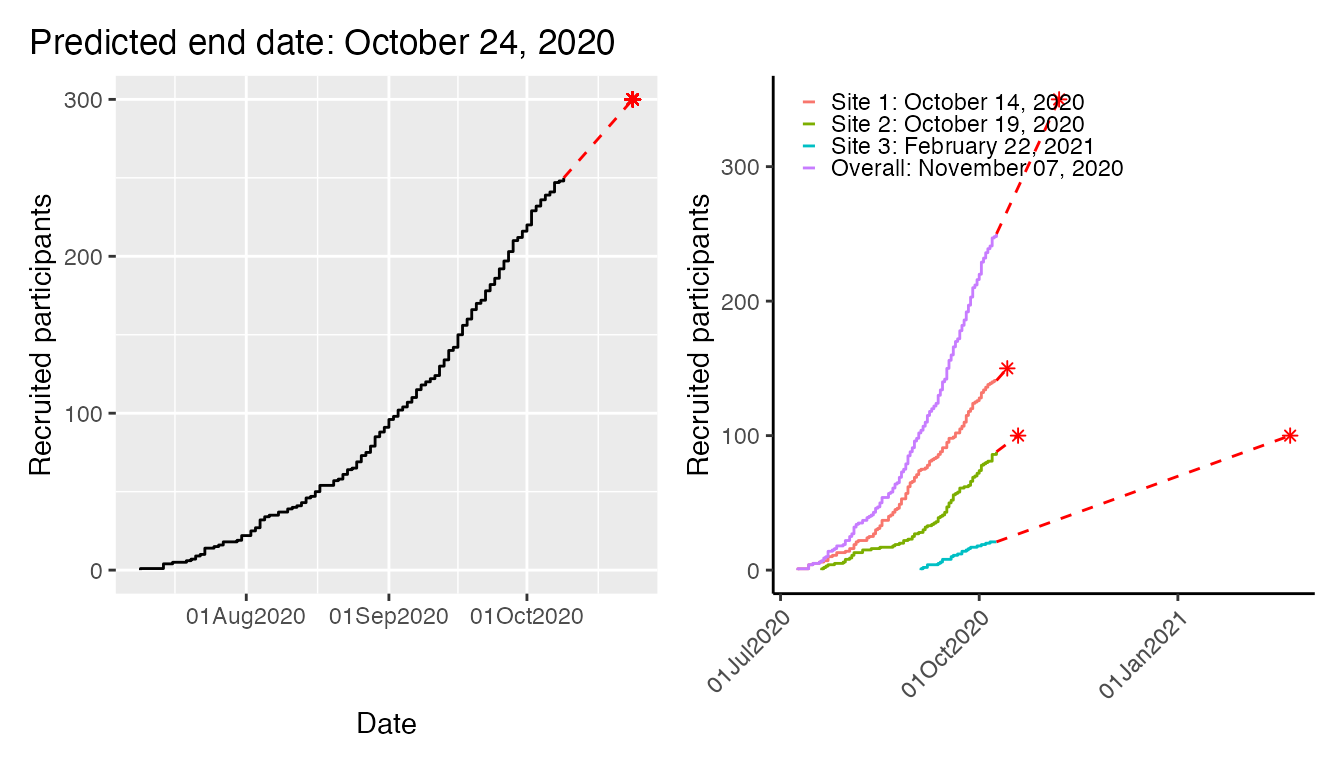 Predicted end date: October 24, 2020
Recruited participants
300
200
100
0
01Aug2020
01Sep2020
01Oct2020
Date
Recruited participants
300
200
100
0
Site 1: October 14, 2020
Site 2: October 19, 2020
Site 3: February 22, 2021
Overall: November 07, 2020
01Jul2020
01Oct2020
01Jan2021